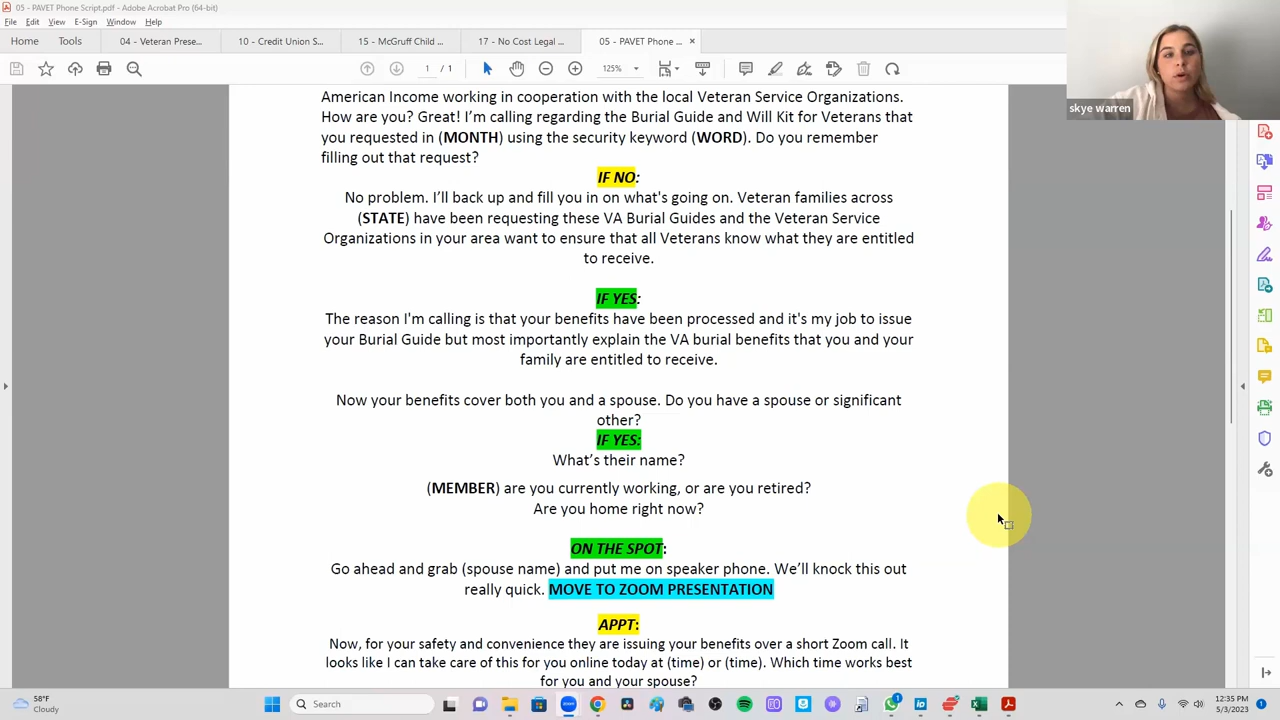 05 - PAVET Phone Script.pdf - Adobe Acrobat Pro (64-bit)
File Edit View E-Sign Window Help
Home Tools 04 - Veteran Prese... 10 - Credit Union S... 15 - McGruff Child ... 17 - No Cost Legal ... 05 - PAVET Phone ... ×
1 / 1 125%
skye warren
American Income working in cooperation with the local Veteran Service Organizations.
How are you? Great! I'm calling regarding the Burial Guide and Will Kit for Veterans that
you requested in (MONTH) using the security keyword (WORD). Do you remember
filling out that request?
IF NO:
No problem. I'll back up and fill you in on what's going on. Veteran families across
(STATE) have been requesting these VA Burial Guides and the Veteran Service
Organizations in your area want to ensure that all Veterans know what they are entitled
to receive.
IF YES:
The reason I'm calling is that your benefits have been processed and it's my job to issue
your Burial Guide but most importantly explain the VA burial benefits that you and your
family are entitled to receive.
Now your benefits cover both you and a spouse. Do you have a spouse or significant
other?
IF YES:
What's their name?
(MEMBER) are you currently working, or are you retired?
Are you home right now?
ON THE SPOT:
Go ahead and grab (spouse name) and put me on speaker phone. We'll knock this out
really quick. MOVE TO ZOOM PRESENTATION
APPT:
Now, for your safety and convenience they are issuing your benefits over a short Zoom call. It
looks like I can take care of this for you online today at (time) or (time). Which time works best
for you and your spouse?
58°F
Cloudy
Search
12:35 PM
5/3/2023